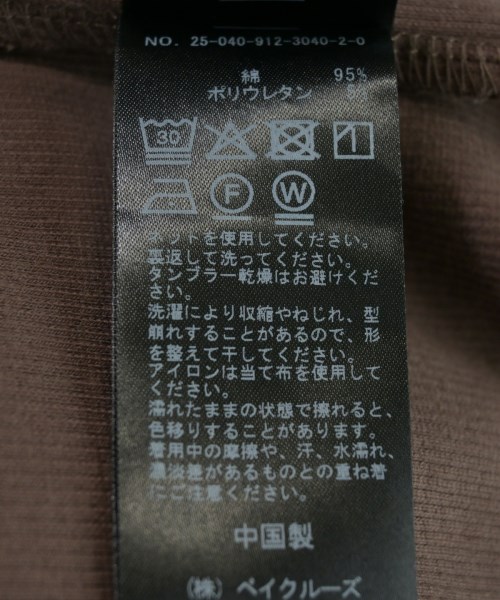 NO. 25-040-912-3040-2-0
綿 95%
ポリウレタン
30
F W
ネットを使用してください。
裏返して洗ってください。
タンブラー乾燥はお避けくだ
さい。
洗濯により収縮やねじれ、型
崩れすることがあるので、形
を整えて干してください。
アイロンは当て布を使用して
ください。
濡れたままの状態で擦れると、
色移りすることがあります。
着用中の摩擦や、汗、水濡れ、
濃淡差があるものとの重ね着
にご注意ください。
中国製
(株) ベイクルーズ